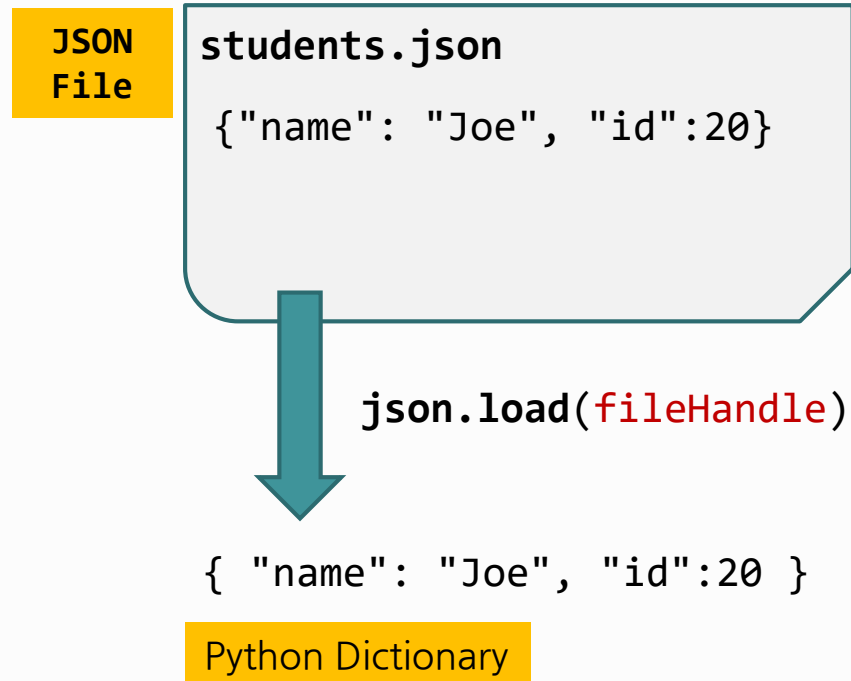 JSON
File
students.json
{"name": "Joe", "id":20}
json.load(fileHandle)
{ "name": "Joe", "id":20 }
Python Dictionary